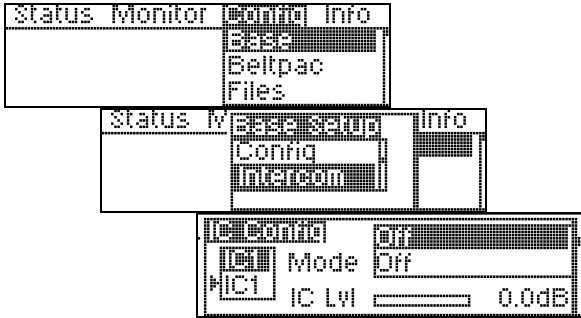 Status Monitor Config Info
Base
Beltpac
Files
Status M Base Setup Info
Config
Intercom
IC Config Off
IC1 Mode Off
IC1
IC Lvl 0.0dB